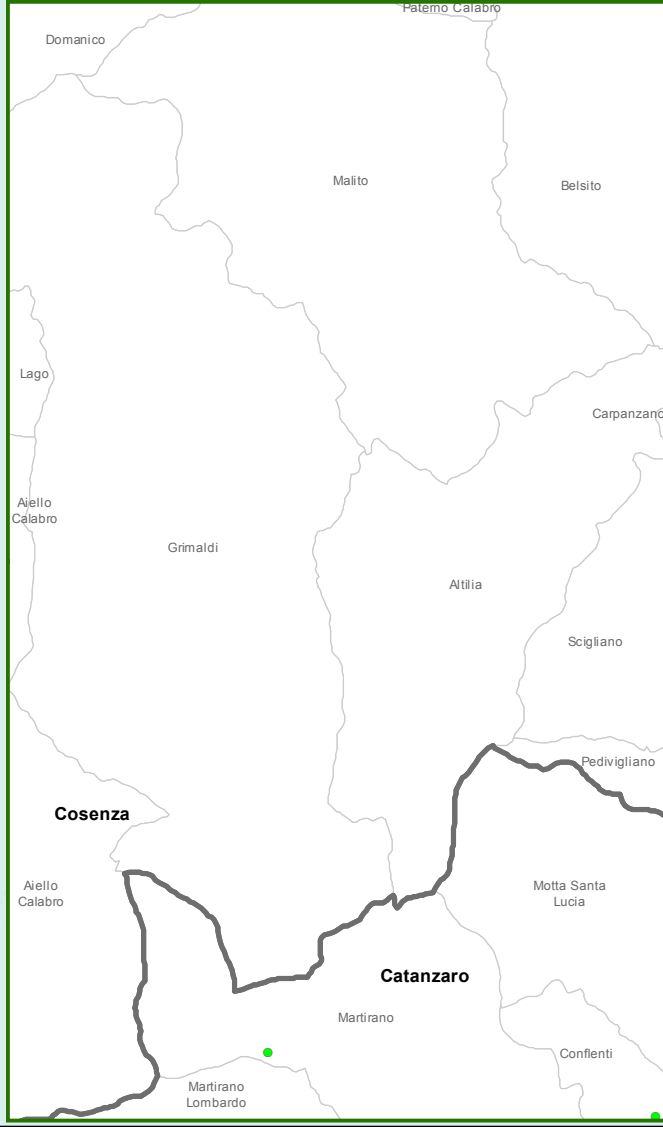 Paterno Calabro
Domanico
Malito
Belsito
Lago
Carpanzano
Aiello
Calabro
Grimaldi
Altilia
Scigliano
Pedivigliano
Cosenza
Aiello
Calabro
Motta Santa
Lucia
Catanzaro
Martirano
Conflenti
Martirano
Lombardo